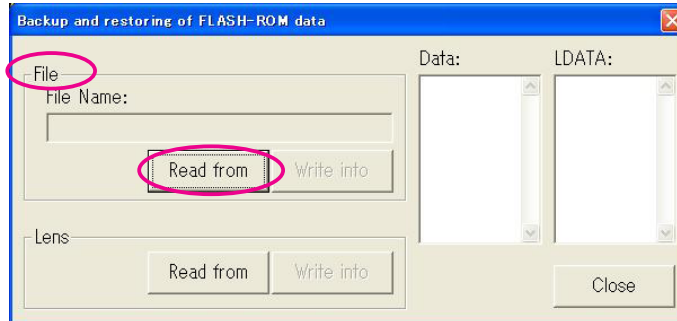 Backup and restoring of FLASH-ROM data
File
File Name:
Read from Write into
Lens
Read from Write into
Data: LDATA:
Close